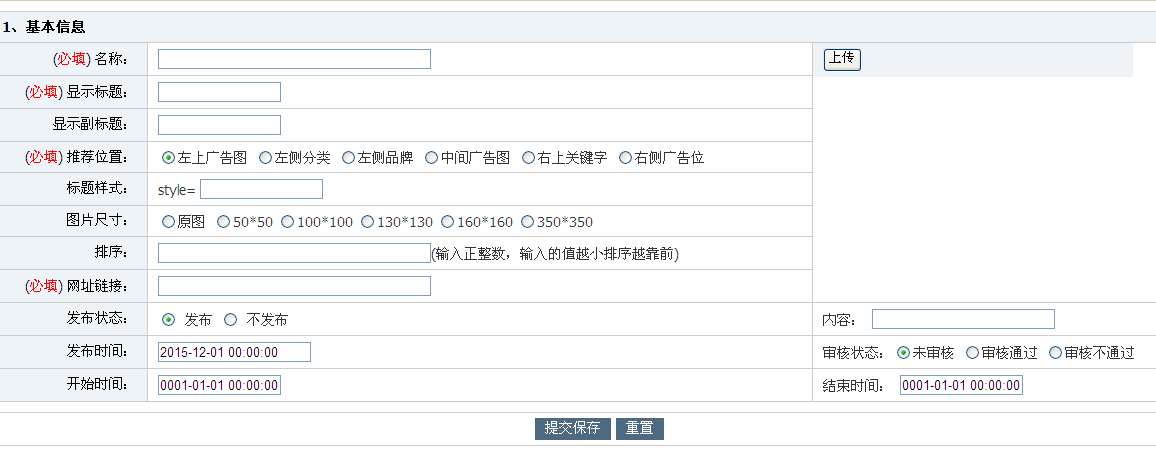 1、基本信息
(必填) 名称： 上传
(必填) 显示标题：
显示副标题：
(必填) 推荐位置： 左上广告图 左侧分类 左侧品牌 中间广告图 右上关键字 右侧广告位
标题样式： style=
图片尺寸： 原图 50*50 100*100 130*130 160*160 350*350
排序： (输入正整数，输入的值越小排序越靠前)
(必填) 网址链接：
发布状态： 发布 不发布 内容：
发布时间： 2015-12-01 00:00:00 审核状态： 未审核 审核通过 审核不通过
开始时间： 0001-01-01 00:00:00 结束时间： 0001-01-01 00:00:00
提交保存 重置